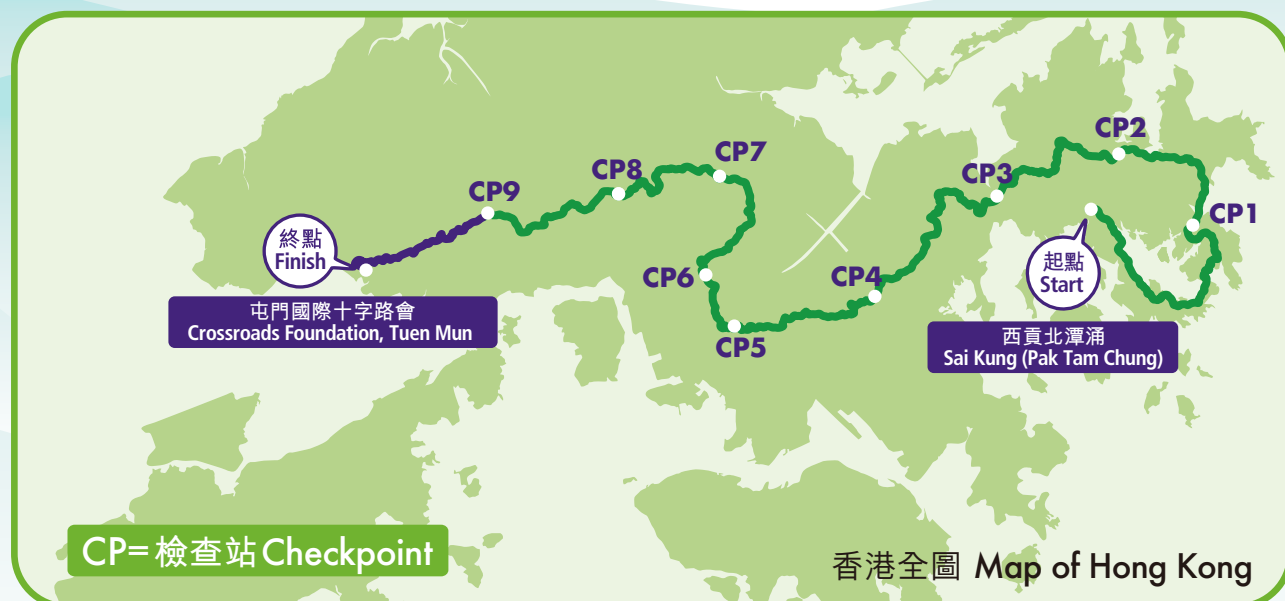 CP2
CP7
CP3
CP8
CP9
CP1
終點
Finish
起點
Start
CP6
CP4
屯門國際十字路會
Crossroads Foundation, Tuen Mun
CP5
西貢北潭涌
Sai Kung (Pak Tam Chung)
CP=檢查站Checkpoint
香港全圖 Map of Hong Kong